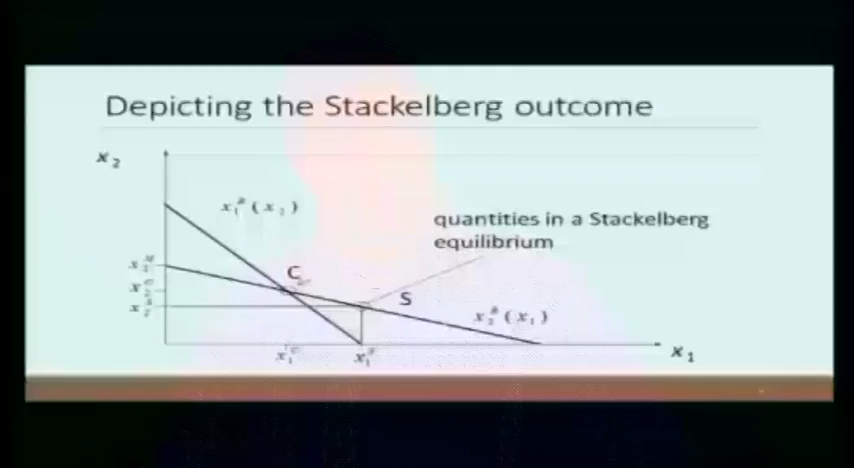 Depicting the Stackelberg outcome
x₂
x₁ᴿ(x₂)
quantities in a Stackelberg
equilibrium
C
S
x₂ᴿ(x₁)
x₁ᶜ
x₁ˢ
x₁